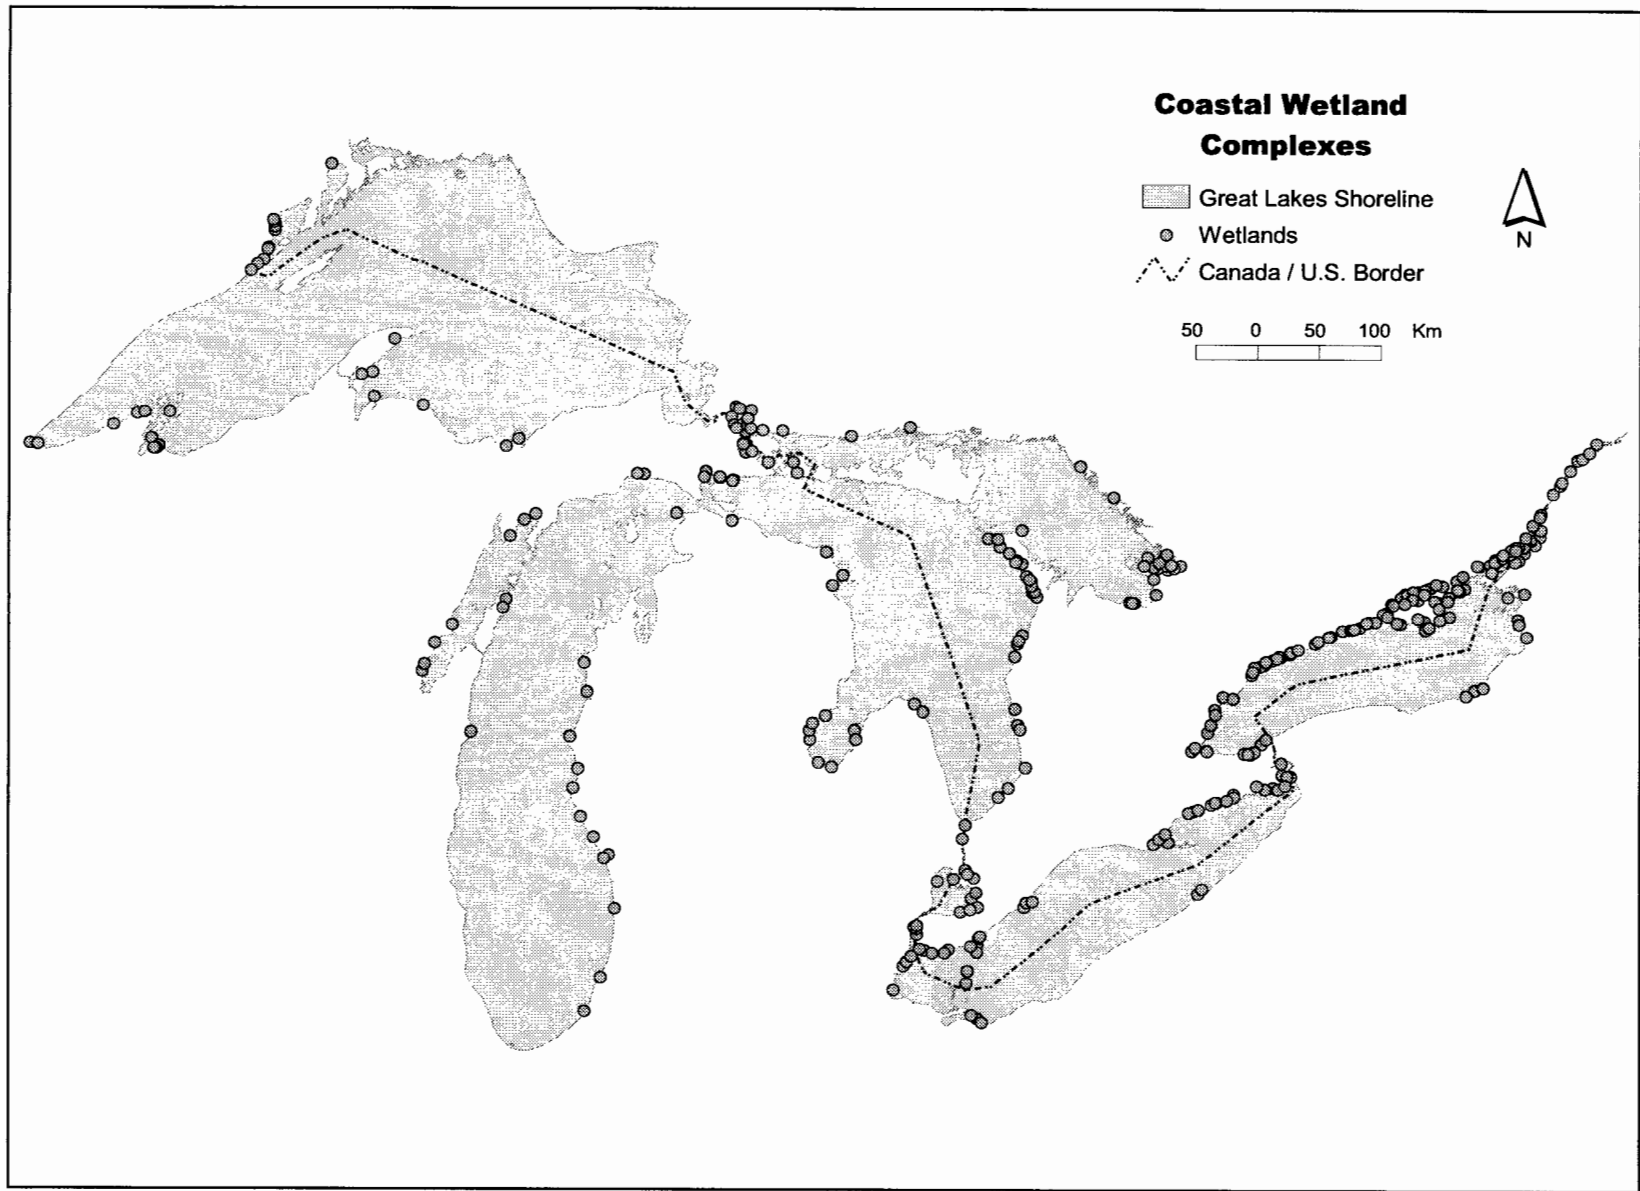 Coastal Wetland
Complexes
Great Lakes Shoreline
Wetlands
N
Canada / U.S. Border
50 0 50 100 Km